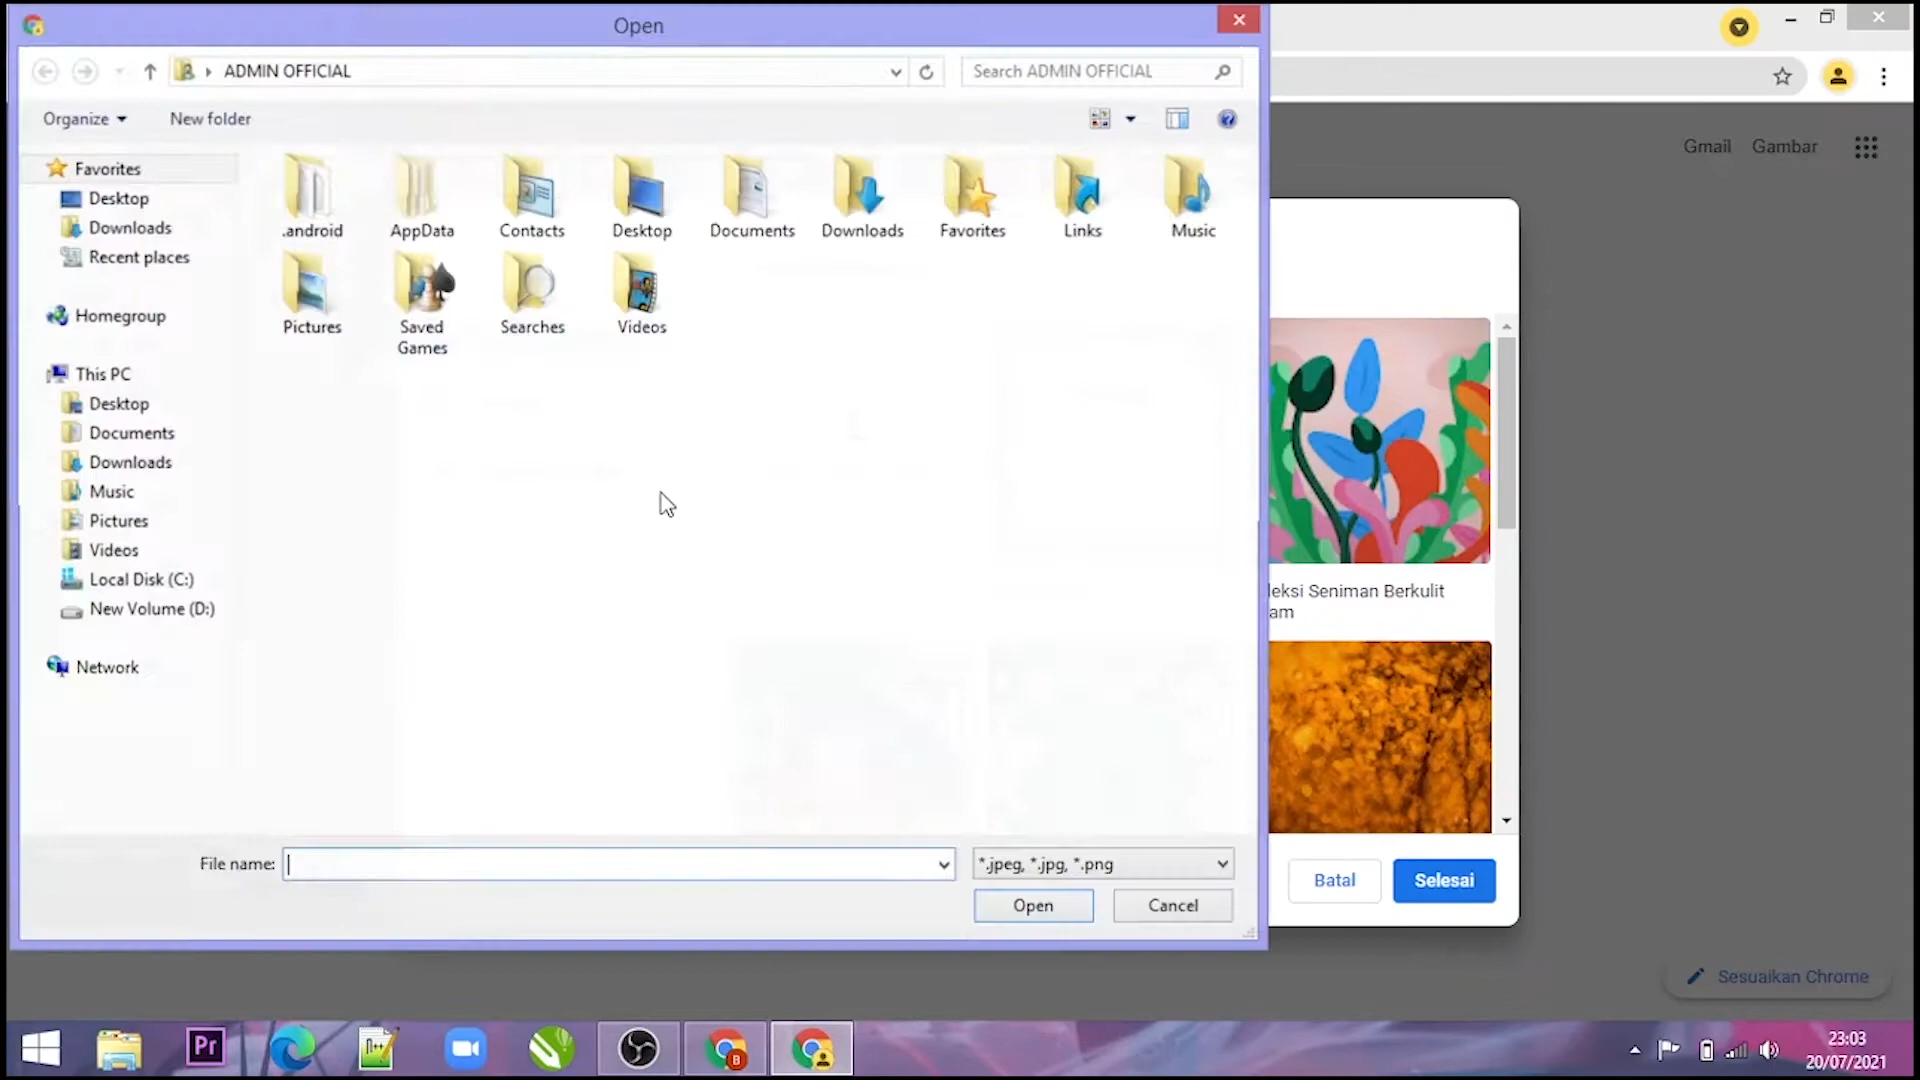 Open
ADMIN OFFICIAL
Search ADMIN OFFICIAL
Organize
New folder
Gmail
Gambar
Favorites
Desktop
Downloads
Recent places
Homegroup
This PC
Desktop
Documents
Downloads
Music
Pictures
Videos
Local Disk (C:)
New Volume (D:)
Network
.android
AppData
Contacts
Desktop
Documents
Downloads
Favorites
Links
Music
Pictures
Saved
Games
Searches
Videos
leksi Seniman Berkulit
am
File name:
*.jpeg, *.jpg, *.png
Open
Cancel
Batal
Selesai
Sesuaikan Chrome
Pr
N++
B
23:03
20/07/2021